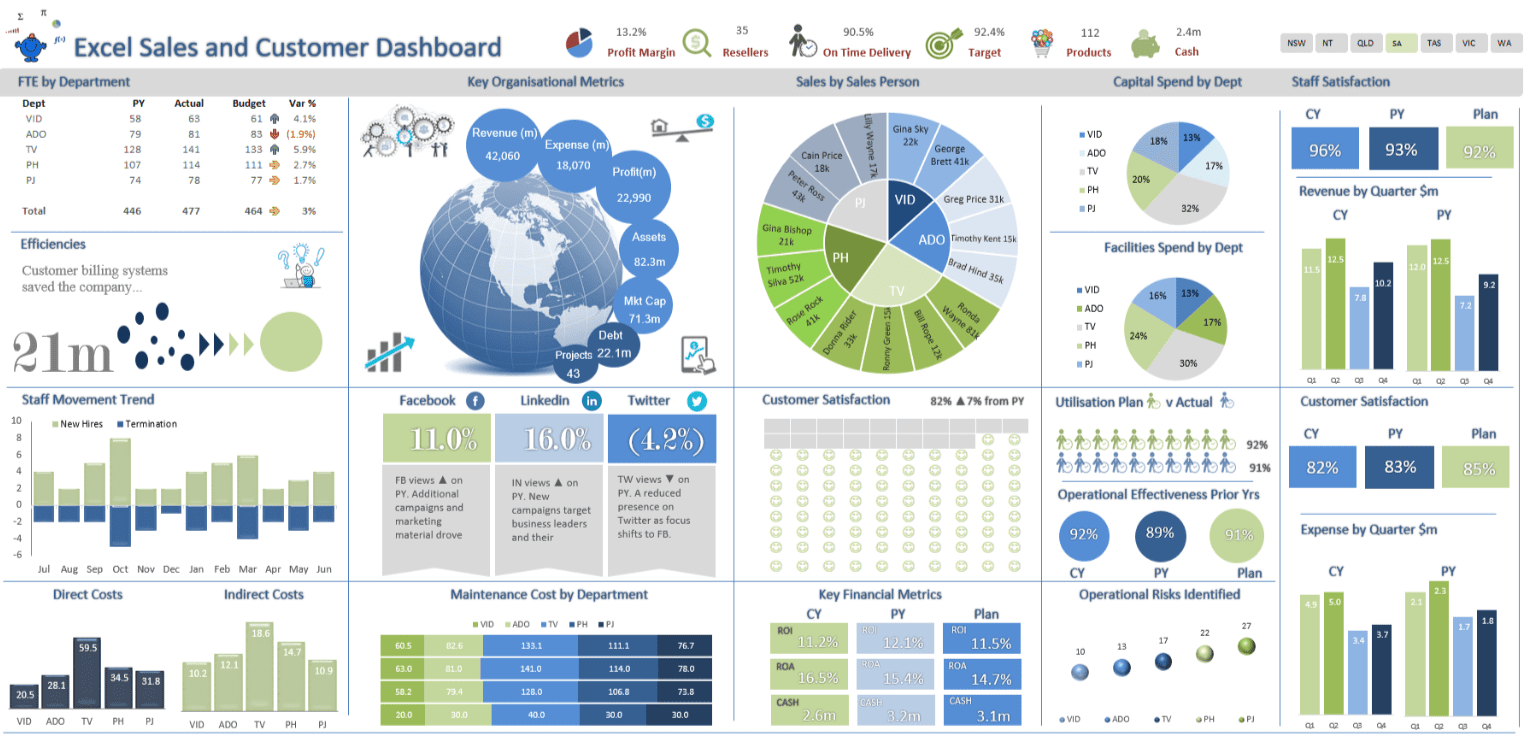 Σ π
f(x)
Excel Sales and Customer Dashboard
13.2%
Profit Margin
35
Resellers
90.5%
On Time Delivery
92.4%
Target
112
Products
2.4m
Cash
NSW NT QLD SA TAS VIC WA
FTE by Department
Dept PY Actual Budget Var %
VID 58 63 61 4.1%
ADO 79 81 83 (1.9%)
TV 128 141 133 5.9%
PH 107 114 111 2.7%
PJ 74 78 77 1.7%
Total 446 477 464 3%
Efficiencies
Customer billing systems
saved the company...
21m
Key Organisational Metrics
Revenue (m)
42,060
Expense (m)
18,070
Profit(m)
22,990
Assets
82.3m
Mkt Cap
71.3m
Debt
22.1m
Projects
43
Sales by Sales Person
VID
ADO
TV
PH
PJ
Gina Sky
22k
George
Brett 41k
Greg Price 31k
Timothy Kent 15k
Brad Hind 35k
Ronda
Wayne 81k
Bill Rope 12k
Ronny Green 15k
Donna Rider
33k
Rose Rock
41k
Timothy
Silva 52k
Gina Bishop
21k
Peter Ross
43k
Cain Price
18k
Lilly Wayne 17k
Capital Spend by Dept
VID
ADO
TV
PH
PJ
13%
17%
32%
20%
18%
Facilities Spend by Dept
VID
ADO
TV
PH
PJ
13%
17%
30%
24%
16%
Staff Satisfaction
CY PY Plan
96% 93% 92%
Revenue by Quarter $m
CY PY
11.5 12.5 7.8 10.2 12.0 12.5 7.2 9.2
Q1 Q2 Q3 Q4 Q1 Q2 Q3 Q4
Staff Movement Trend
New Hires Termination
10
8
6
4
2
0
-2
-4
-6
Jul Aug Sep Oct Nov Dec Jan Feb Mar Apr May Jun
Facebook f
11.0%
FB views ▲ on
PY. Additional
campaigns and
marketing
material drove
Linkedin in
16.0%
IN views ▲ on
PY. New
campaigns target
business leaders
and their
Twitter
(4.2%)
TW views ▼ on
PY. A reduced
presence on
Twitter as focus
shifts to FB.
Customer Satisfaction 82% ▲7% from PY
Utilisation Plan v Actual
92%
91%
Operational Effectiveness Prior Yrs
92% 89% 91%
CY PY Plan
Customer Satisfaction
CY PY Plan
82% 83% 85%
Expense by Quarter $m
CY PY
4.9 5.0 3.4 3.7 2.1 2.3 1.7 1.8
Q1 Q2 Q3 Q4 Q1 Q2 Q3 Q4
Direct Costs
20.5 28.1 59.5 34.5 31.8
VID ADO TV PH PJ
Indirect Costs
10.2 12.1 18.6 14.7 10.9
VID ADO TV PH PJ
Maintenance Cost by Department
VID ADO TV PH PJ
60.5 82.6 133.1 111.1 76.7
63.0 81.0 141.0 114.0 78.0
58.2 79.4 128.0 106.8 73.8
20.0 30.0 40.0 30.0 30.0
Key Financial Metrics
CY PY Plan
ROI 11.2% ROI 12.1% ROI 11.5%
ROA 16.5% ROA 15.4% ROA 14.7%
CASH 2.6m CASH 3.2m CASH 3.1m
Operational Risks Identified
10 13 17 22 27
VID ADO TV PH PJ